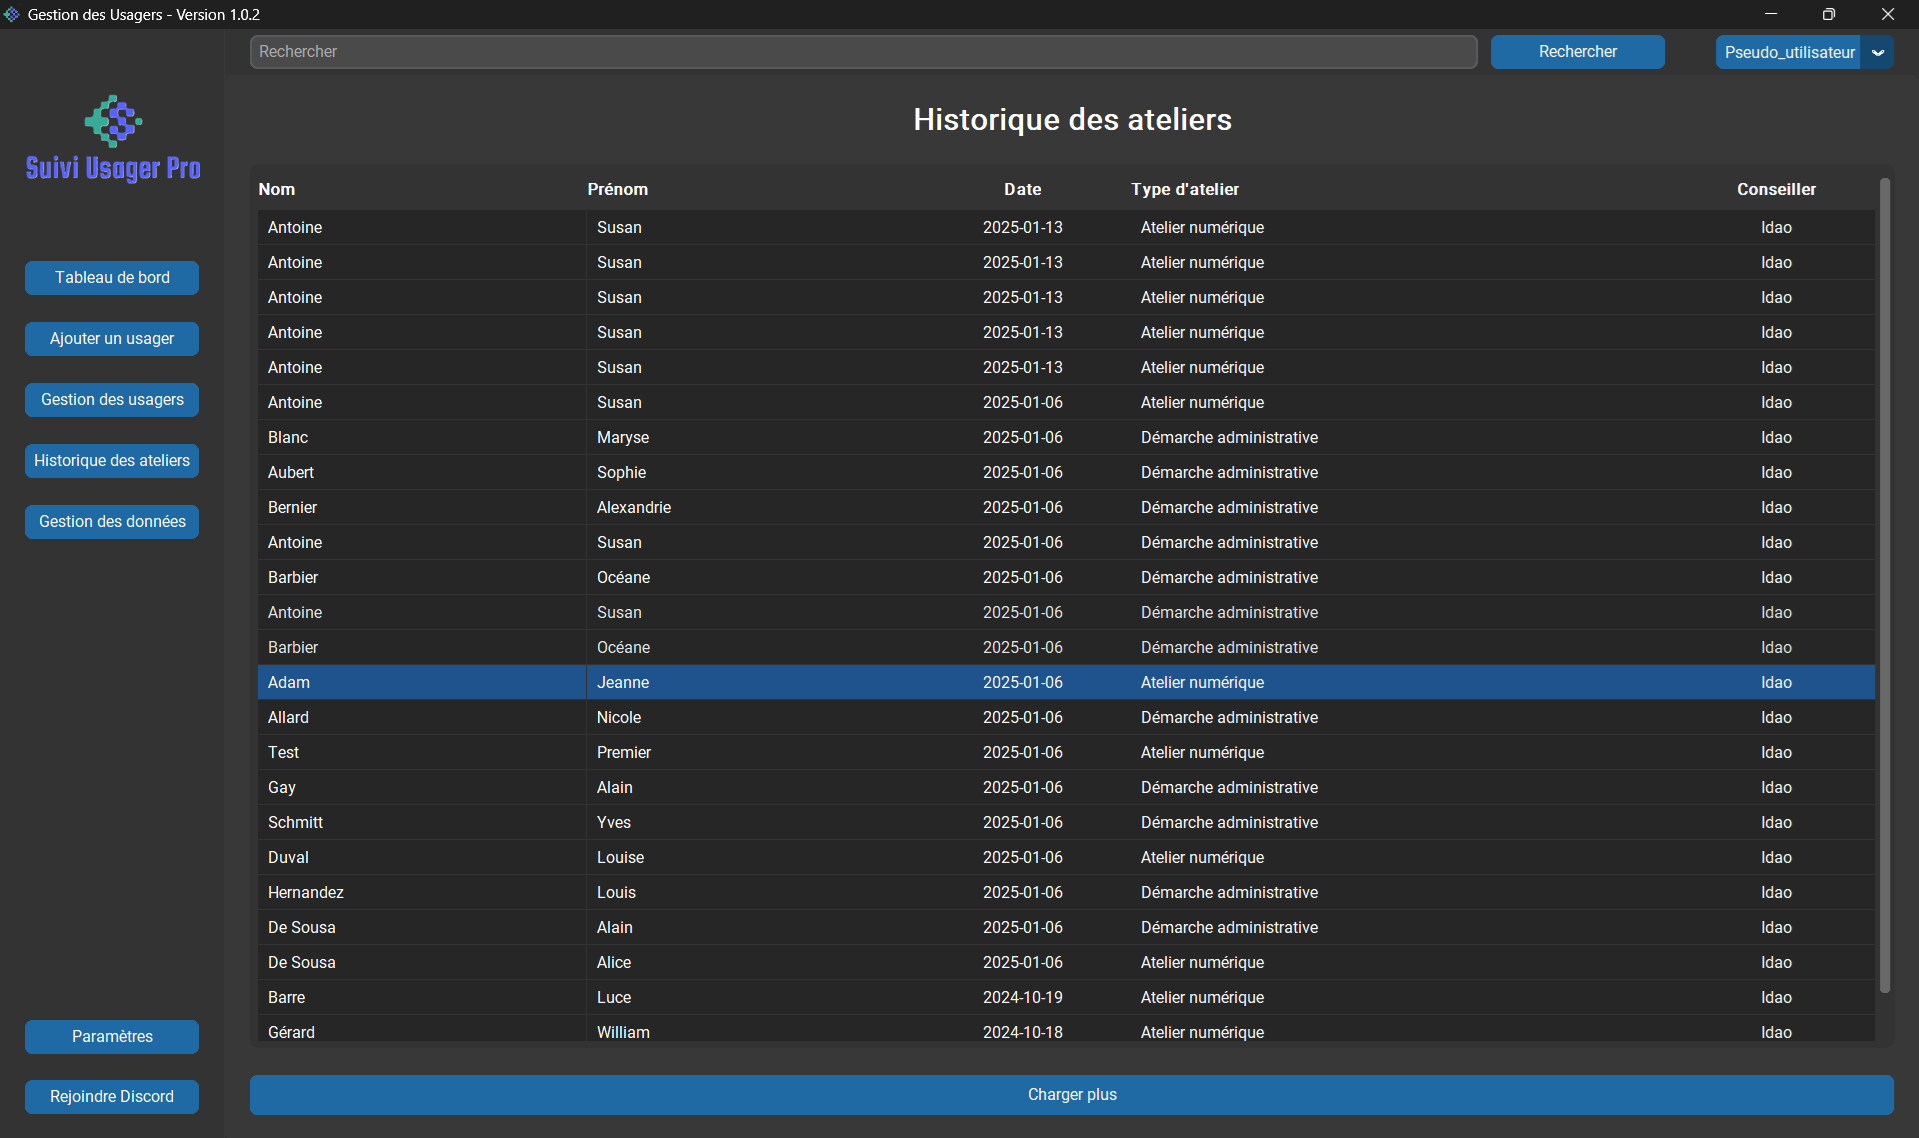 Gestion des Usagers - Version 1.0.2
Rechercher Rechercher Pseudo_utilisateur
Suivi Usager Pro
Tableau de bord
Ajouter un usager
Gestion des usagers
Historique des ateliers
Gestion des données
Paramètres
Rejoindre Discord
Historique des ateliers
Nom Prénom Date Type d'atelier Conseiller
Antoine Susan 2025-01-13 Atelier numérique Idao
Antoine Susan 2025-01-13 Atelier numérique Idao
Antoine Susan 2025-01-13 Atelier numérique Idao
Antoine Susan 2025-01-13 Atelier numérique Idao
Antoine Susan 2025-01-13 Atelier numérique Idao
Antoine Susan 2025-01-06 Atelier numérique Idao
Blanc Maryse 2025-01-06 Démarche administrative Idao
Aubert Sophie 2025-01-06 Démarche administrative Idao
Bernier Alexandrie 2025-01-06 Démarche administrative Idao
Antoine Susan 2025-01-06 Démarche administrative Idao
Barbier Océane 2025-01-06 Démarche administrative Idao
Antoine Susan 2025-01-06 Démarche administrative Idao
Barbier Océane 2025-01-06 Démarche administrative Idao
Adam Jeanne 2025-01-06 Atelier numérique Idao
Allard Nicole 2025-01-06 Démarche administrative Idao
Test Premier 2025-01-06 Atelier numérique Idao
Gay Alain 2025-01-06 Démarche administrative Idao
Schmitt Yves 2025-01-06 Démarche administrative Idao
Duval Louise 2025-01-06 Atelier numérique Idao
Hernandez Louis 2025-01-06 Démarche administrative Idao
De Sousa Alain 2025-01-06 Démarche administrative Idao
De Sousa Alice 2025-01-06 Atelier numérique Idao
Barre Luce 2024-10-19 Atelier numérique Idao
Gérard William 2024-10-18 Atelier numérique Idao
Charger plus